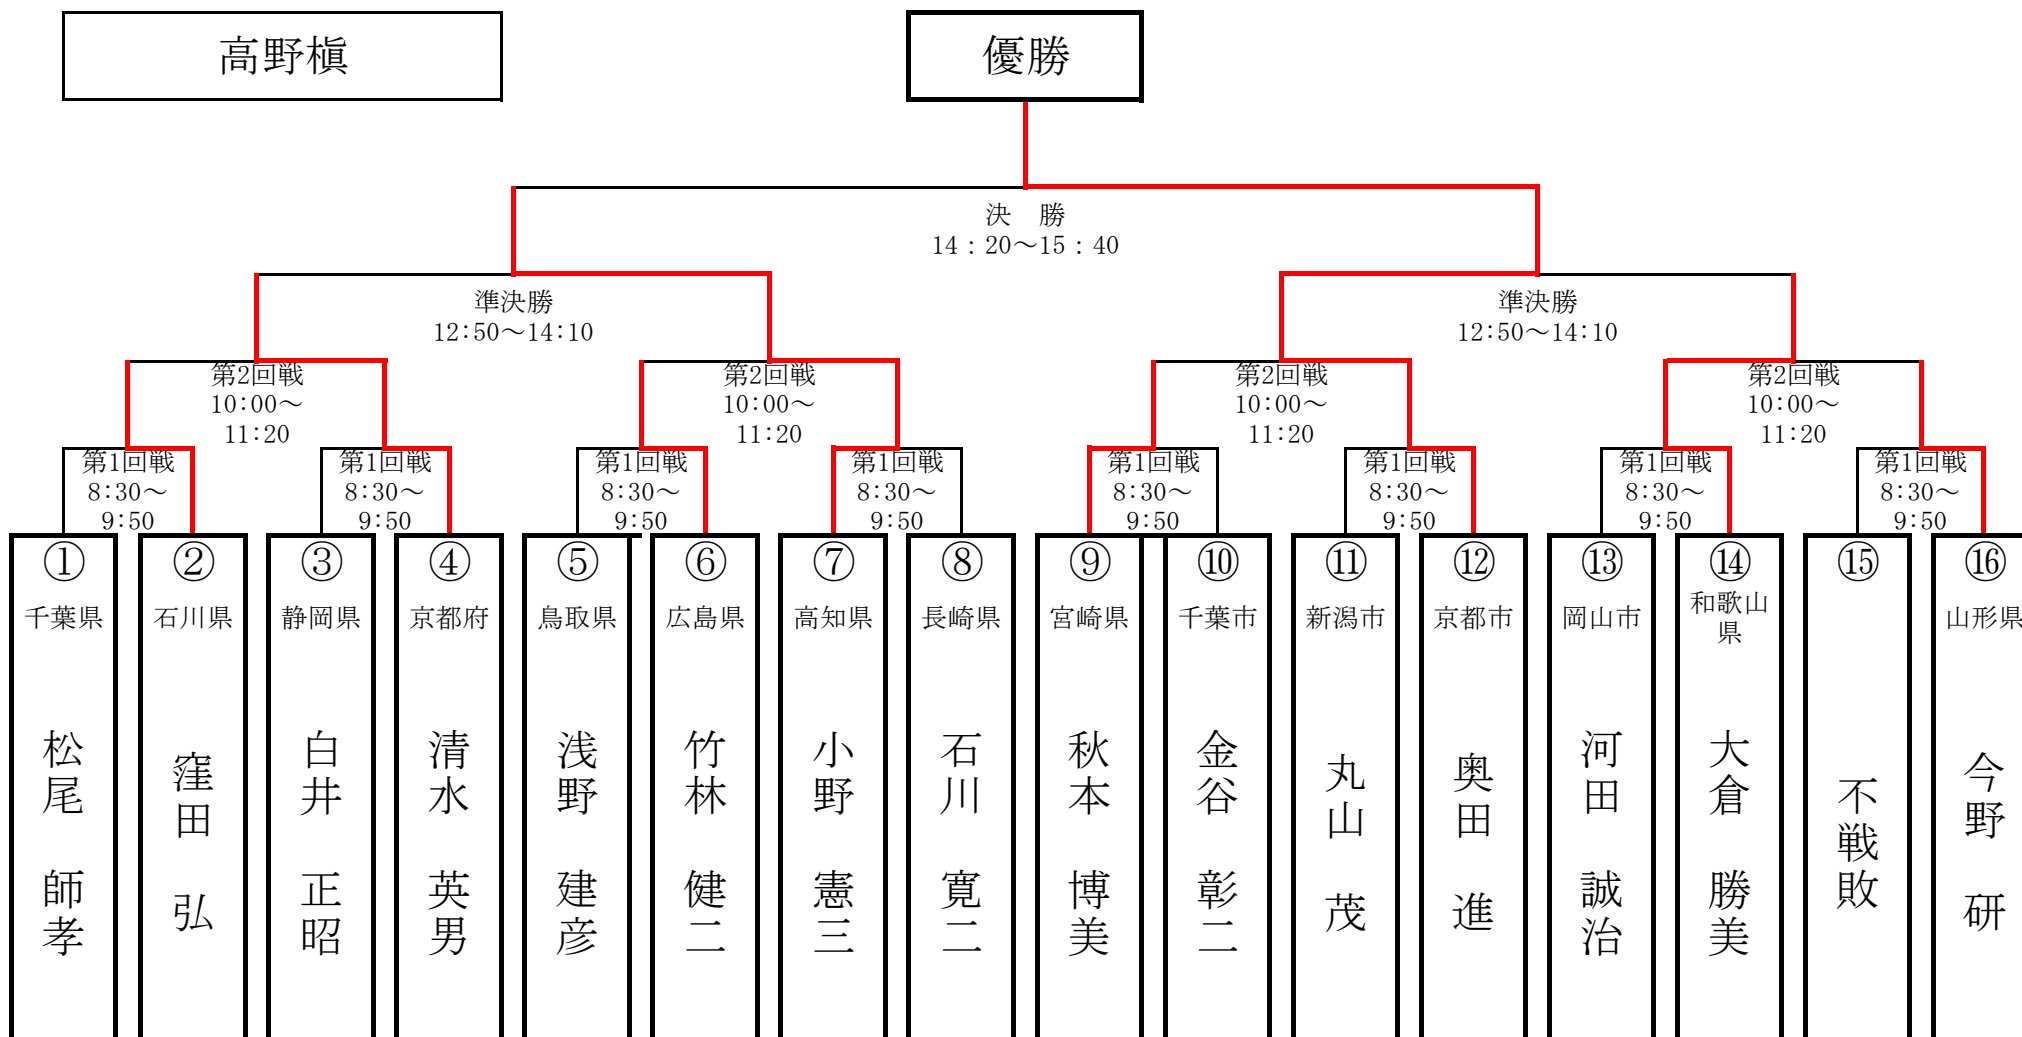 高野槇
優勝
決　勝
14：20～15：40
準決勝
12:50～14:10
準決勝
12:50～14:10
第2回戦
10:00～
11:20
第2回戦
10:00～
11:20
第2回戦
10:00～
11:20
第2回戦
10:00～
11:20
第1回戦
8:30～
9:50
第1回戦
8:30～
9:50
第1回戦
8:30～
9:50
第1回戦
8:30～
9:50
第1回戦
8:30～
9:50
第1回戦
8:30～
9:50
第1回戦
8:30～
9:50
第1回戦
8:30～
9:50
①
千葉県
松尾　師孝
②
石川県
窪田　弘
③
静岡県
白井　正昭
④
京都府
清水　英男
⑤
鳥取県
浅野　建彦
⑥
広島県
竹林　健二
⑦
高知県
小野　憲三
⑧
長崎県
石川　寛二
⑨
宮崎県
秋本　博美
⑩
千葉市
金谷　彰二
⑪
新潟市
丸山　茂
⑫
京都市
奥田　進
⑬
岡山市
河田　誠治
⑭
和歌山
県
大倉　勝美
⑮
不戦敗
⑯
山形県
今野　研